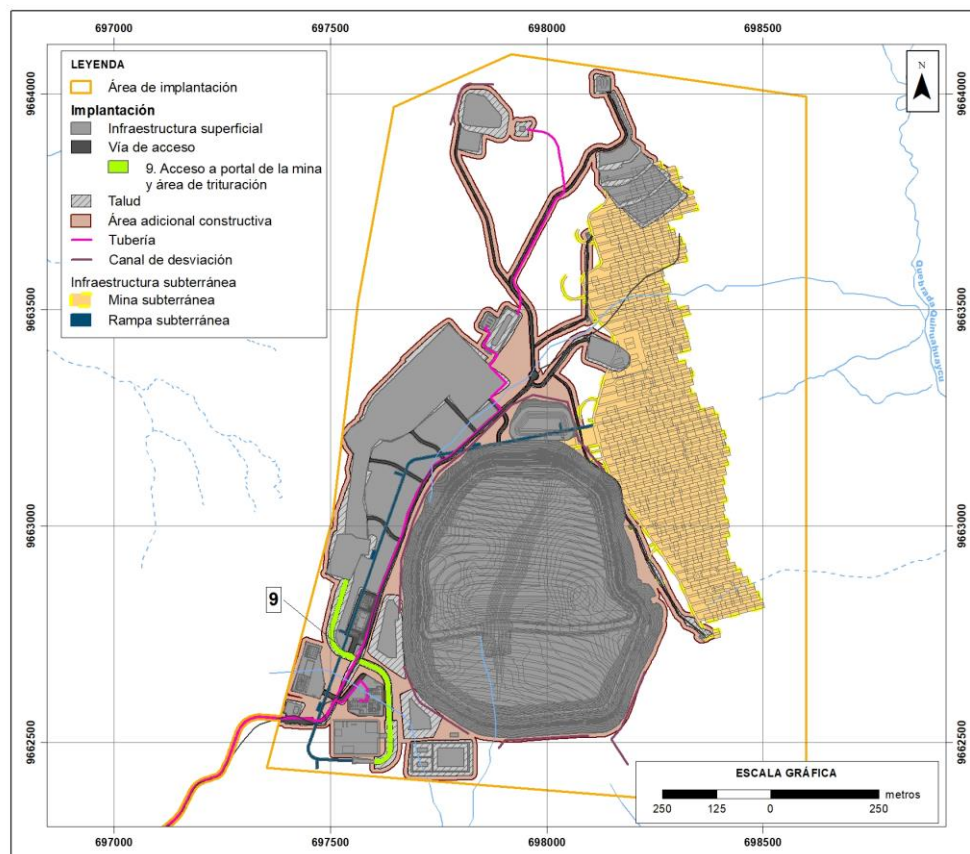 697000 697500 698000 698500
LEYENDA
Área de implantación
Implantación
Infraestructura superficial
Vía de acceso
9. Acceso a portal de la mina
y área de trituración
Talud
Área adicional constructiva
Tubería
Canal de desviación
Infraestructura subterránea
Mina subterránea
Rampa subterránea
N
9664000
9664000
9663500
9663500
Quebrada Quinuahuaycu
9663000
9663000
9
9662500
9662500
ESCALA GRÁFICA
250 125 0 250 metros
697000 697500 698000 698500